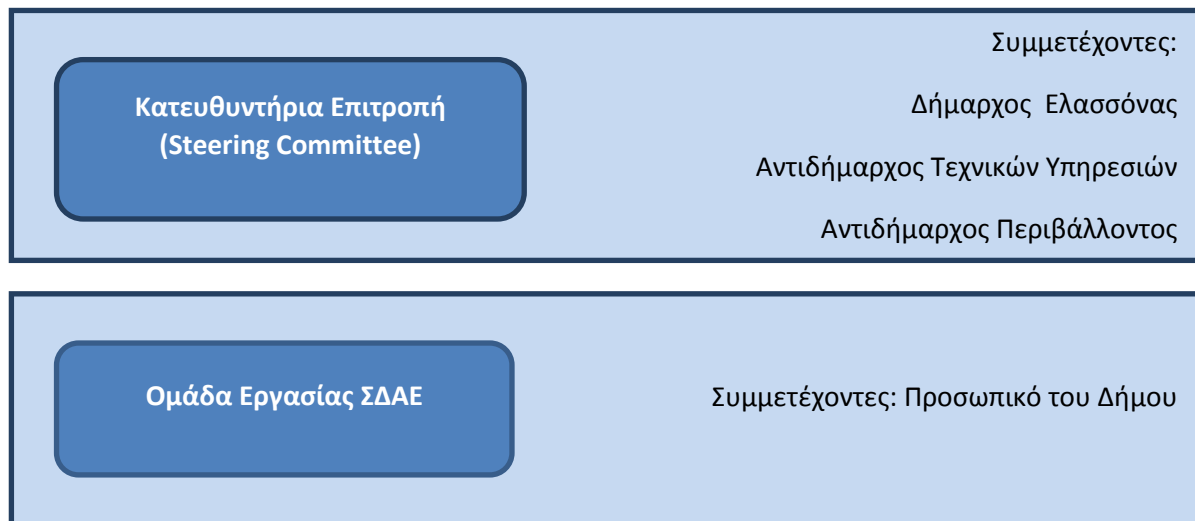 Κατευθυντήρια Επιτροπή
(Steering Committee)
Συμμετέχοντες:
Δήμαρχος Ελασσόνας
Αντιδήμαρχος Τεχνικών Υπηρεσιών
Αντιδήμαρχος Περιβάλλοντος
Ομάδα Εργασίας ΣΔΑΕ
Συμμετέχοντες: Προσωπικό του Δήμου